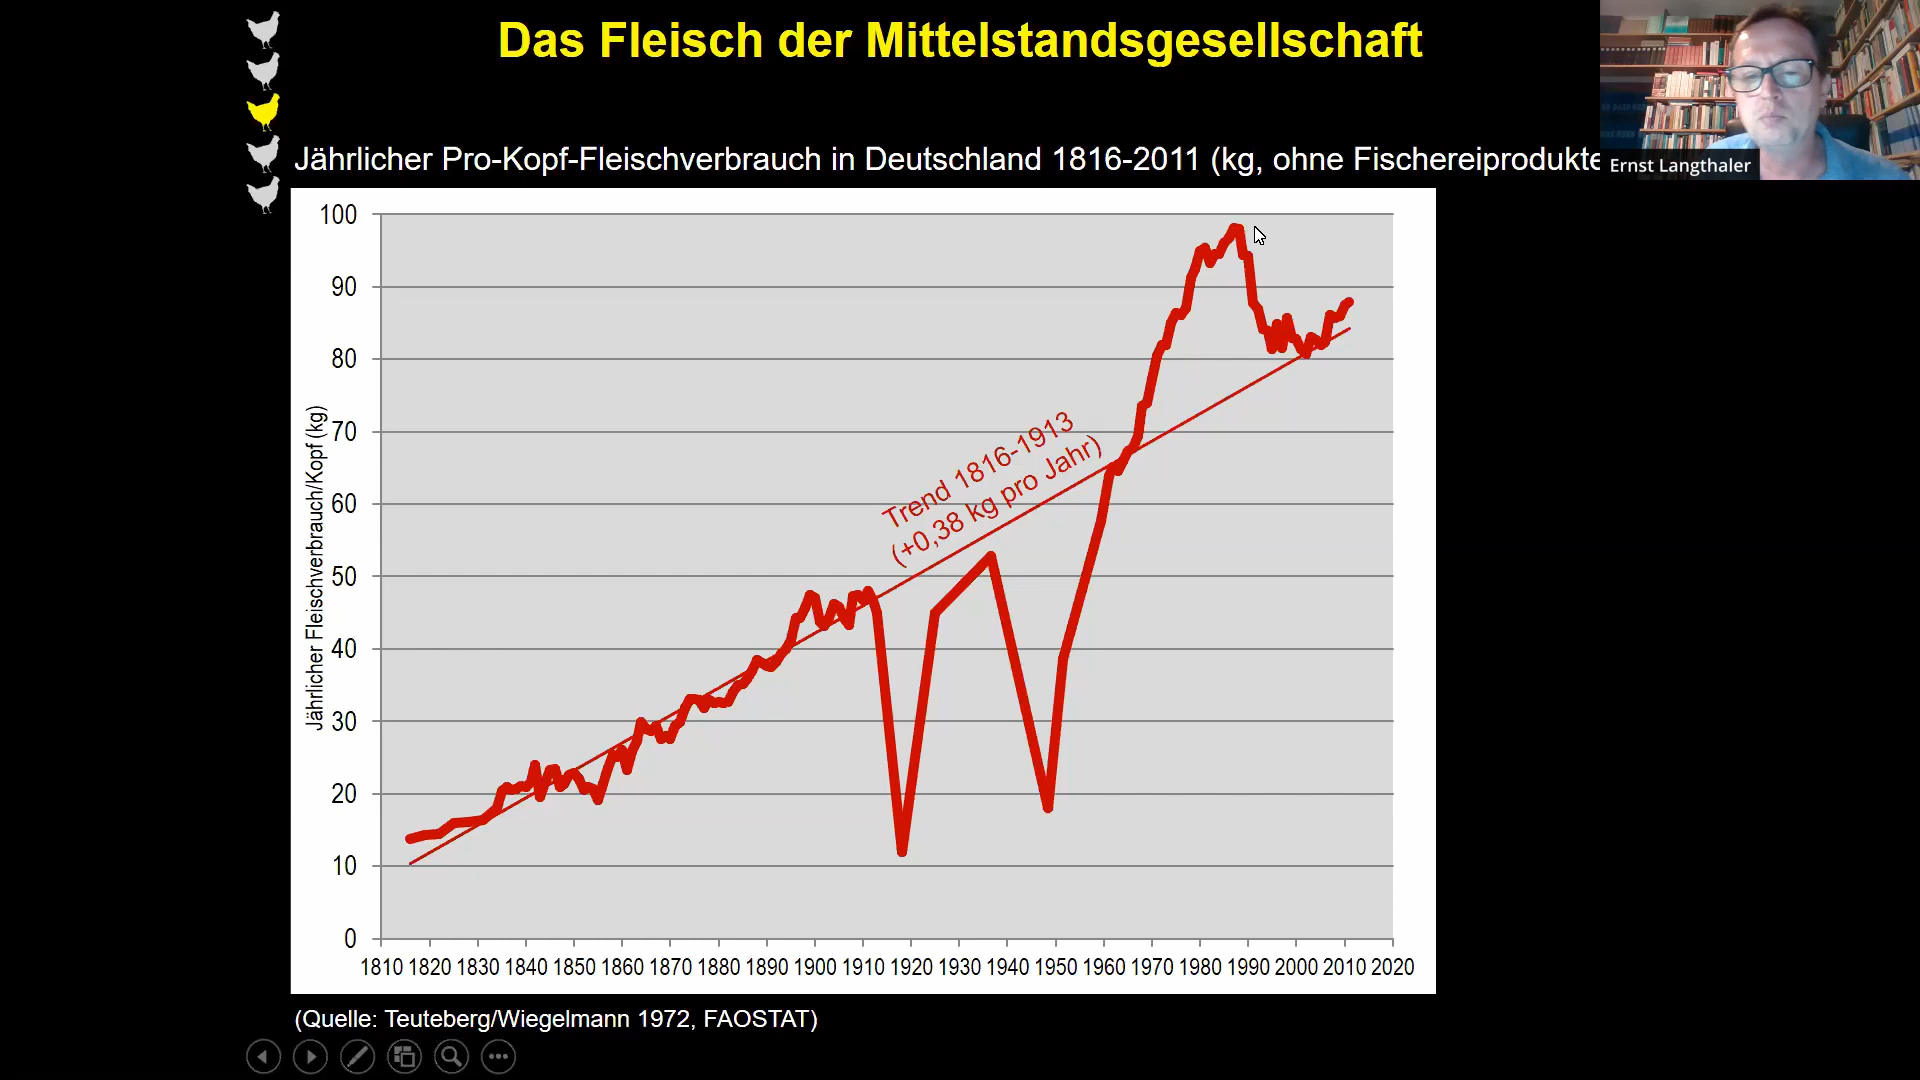 Das Fleisch der Mittelstandsgesellschaft
Jährlicher Pro-Kopf-Fleischverbrauch in Deutschland 1816-2011 (kg, ohne Fischereiprodukte
Ernst Langthaler
Jährlicher Fleischverbrauch/Kopf (kg)
100
90
80
70
60
50
40
30
20
10
0
Trend 1816-1913
(+0,38 kg pro Jahr)
1810 1820 1830 1840 1850 1860 1870 1880 1890 1900 1910 1920 1930 1940 1950 1960 1970 1980 1990 2000 2010 2020
(Quelle: Teuteberg/Wiegelmann 1972, FAOSTAT)